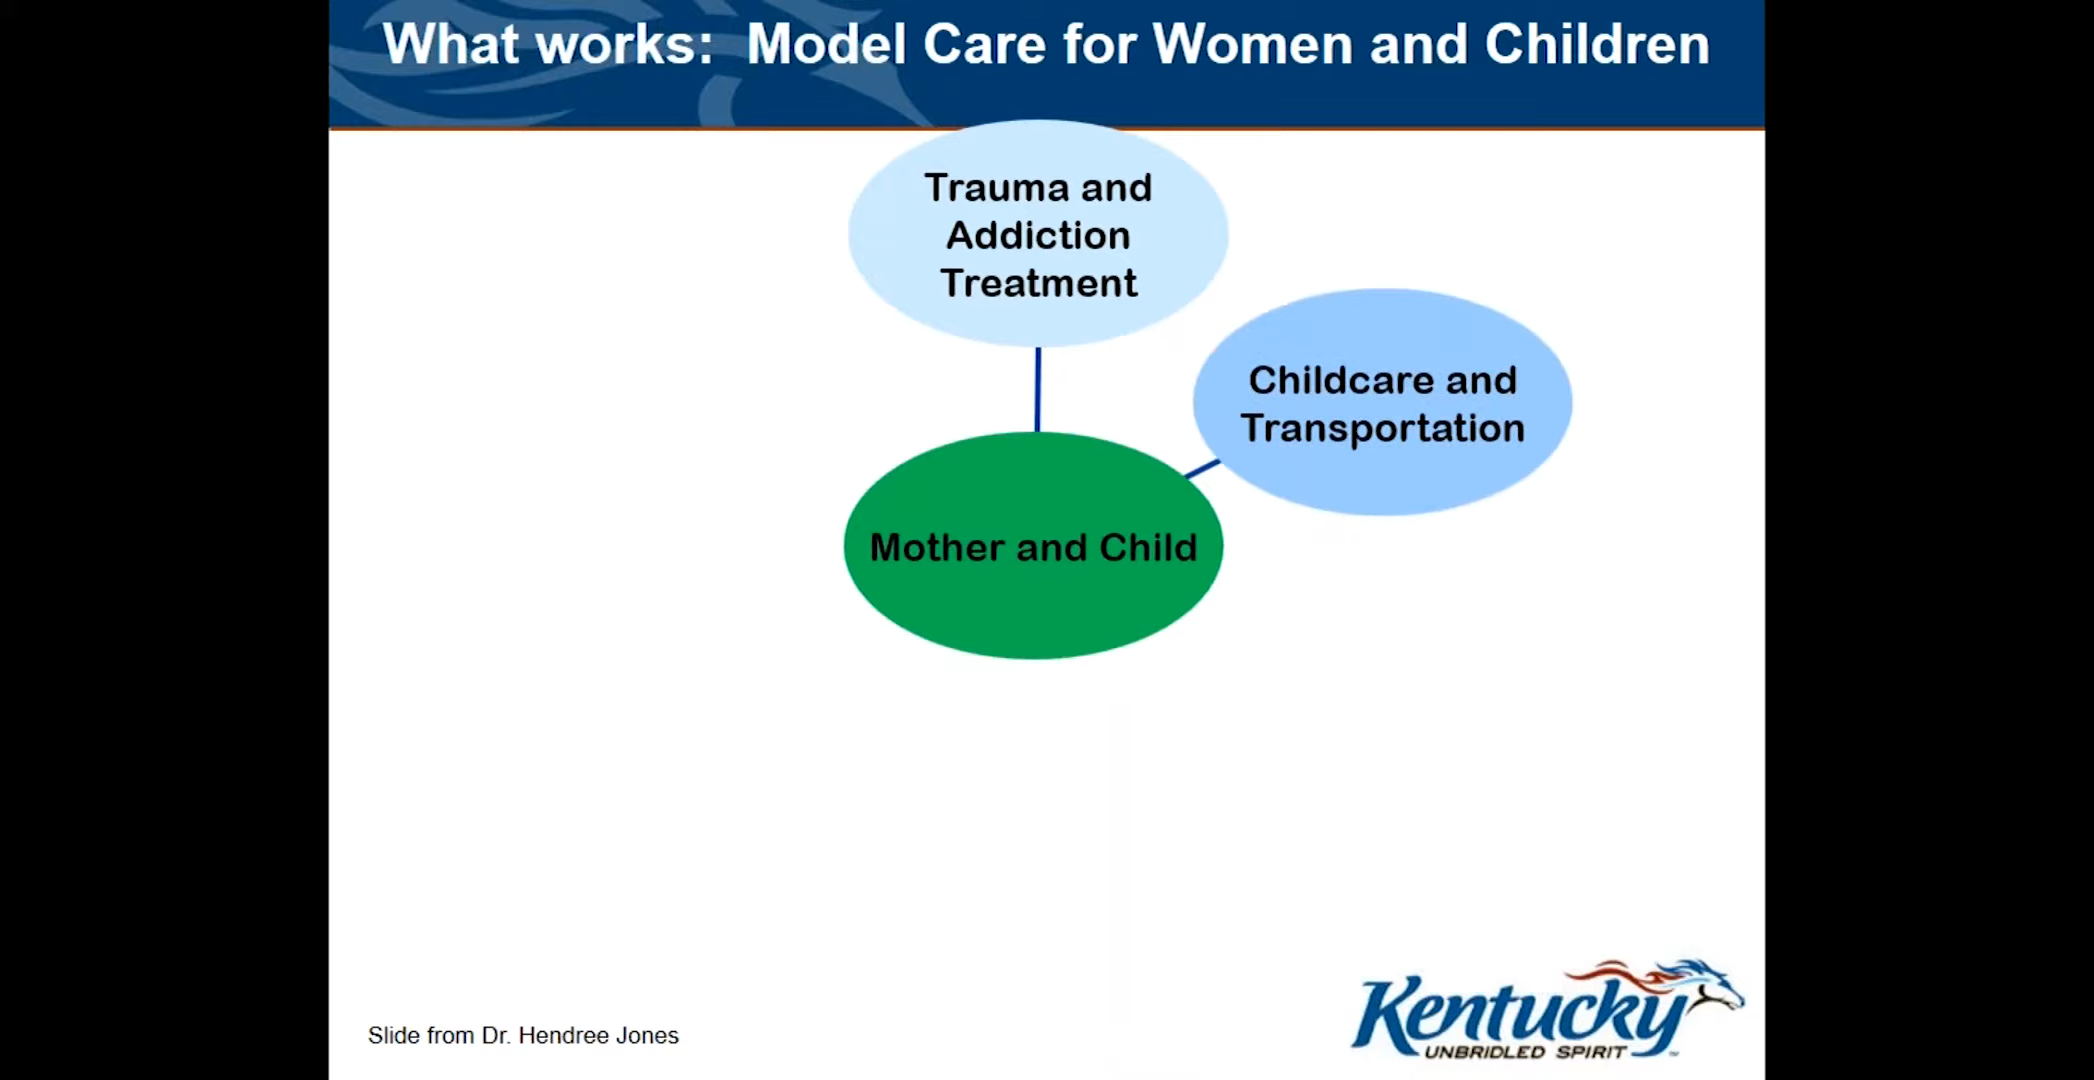 What works:  Model Care for Women and Children
Trauma and
Addiction
Treatment
Childcare and
Transportation
Mother and Child
Slide from Dr. Hendree Jones
Kentucky
UNBRIDLED SPIRIT™